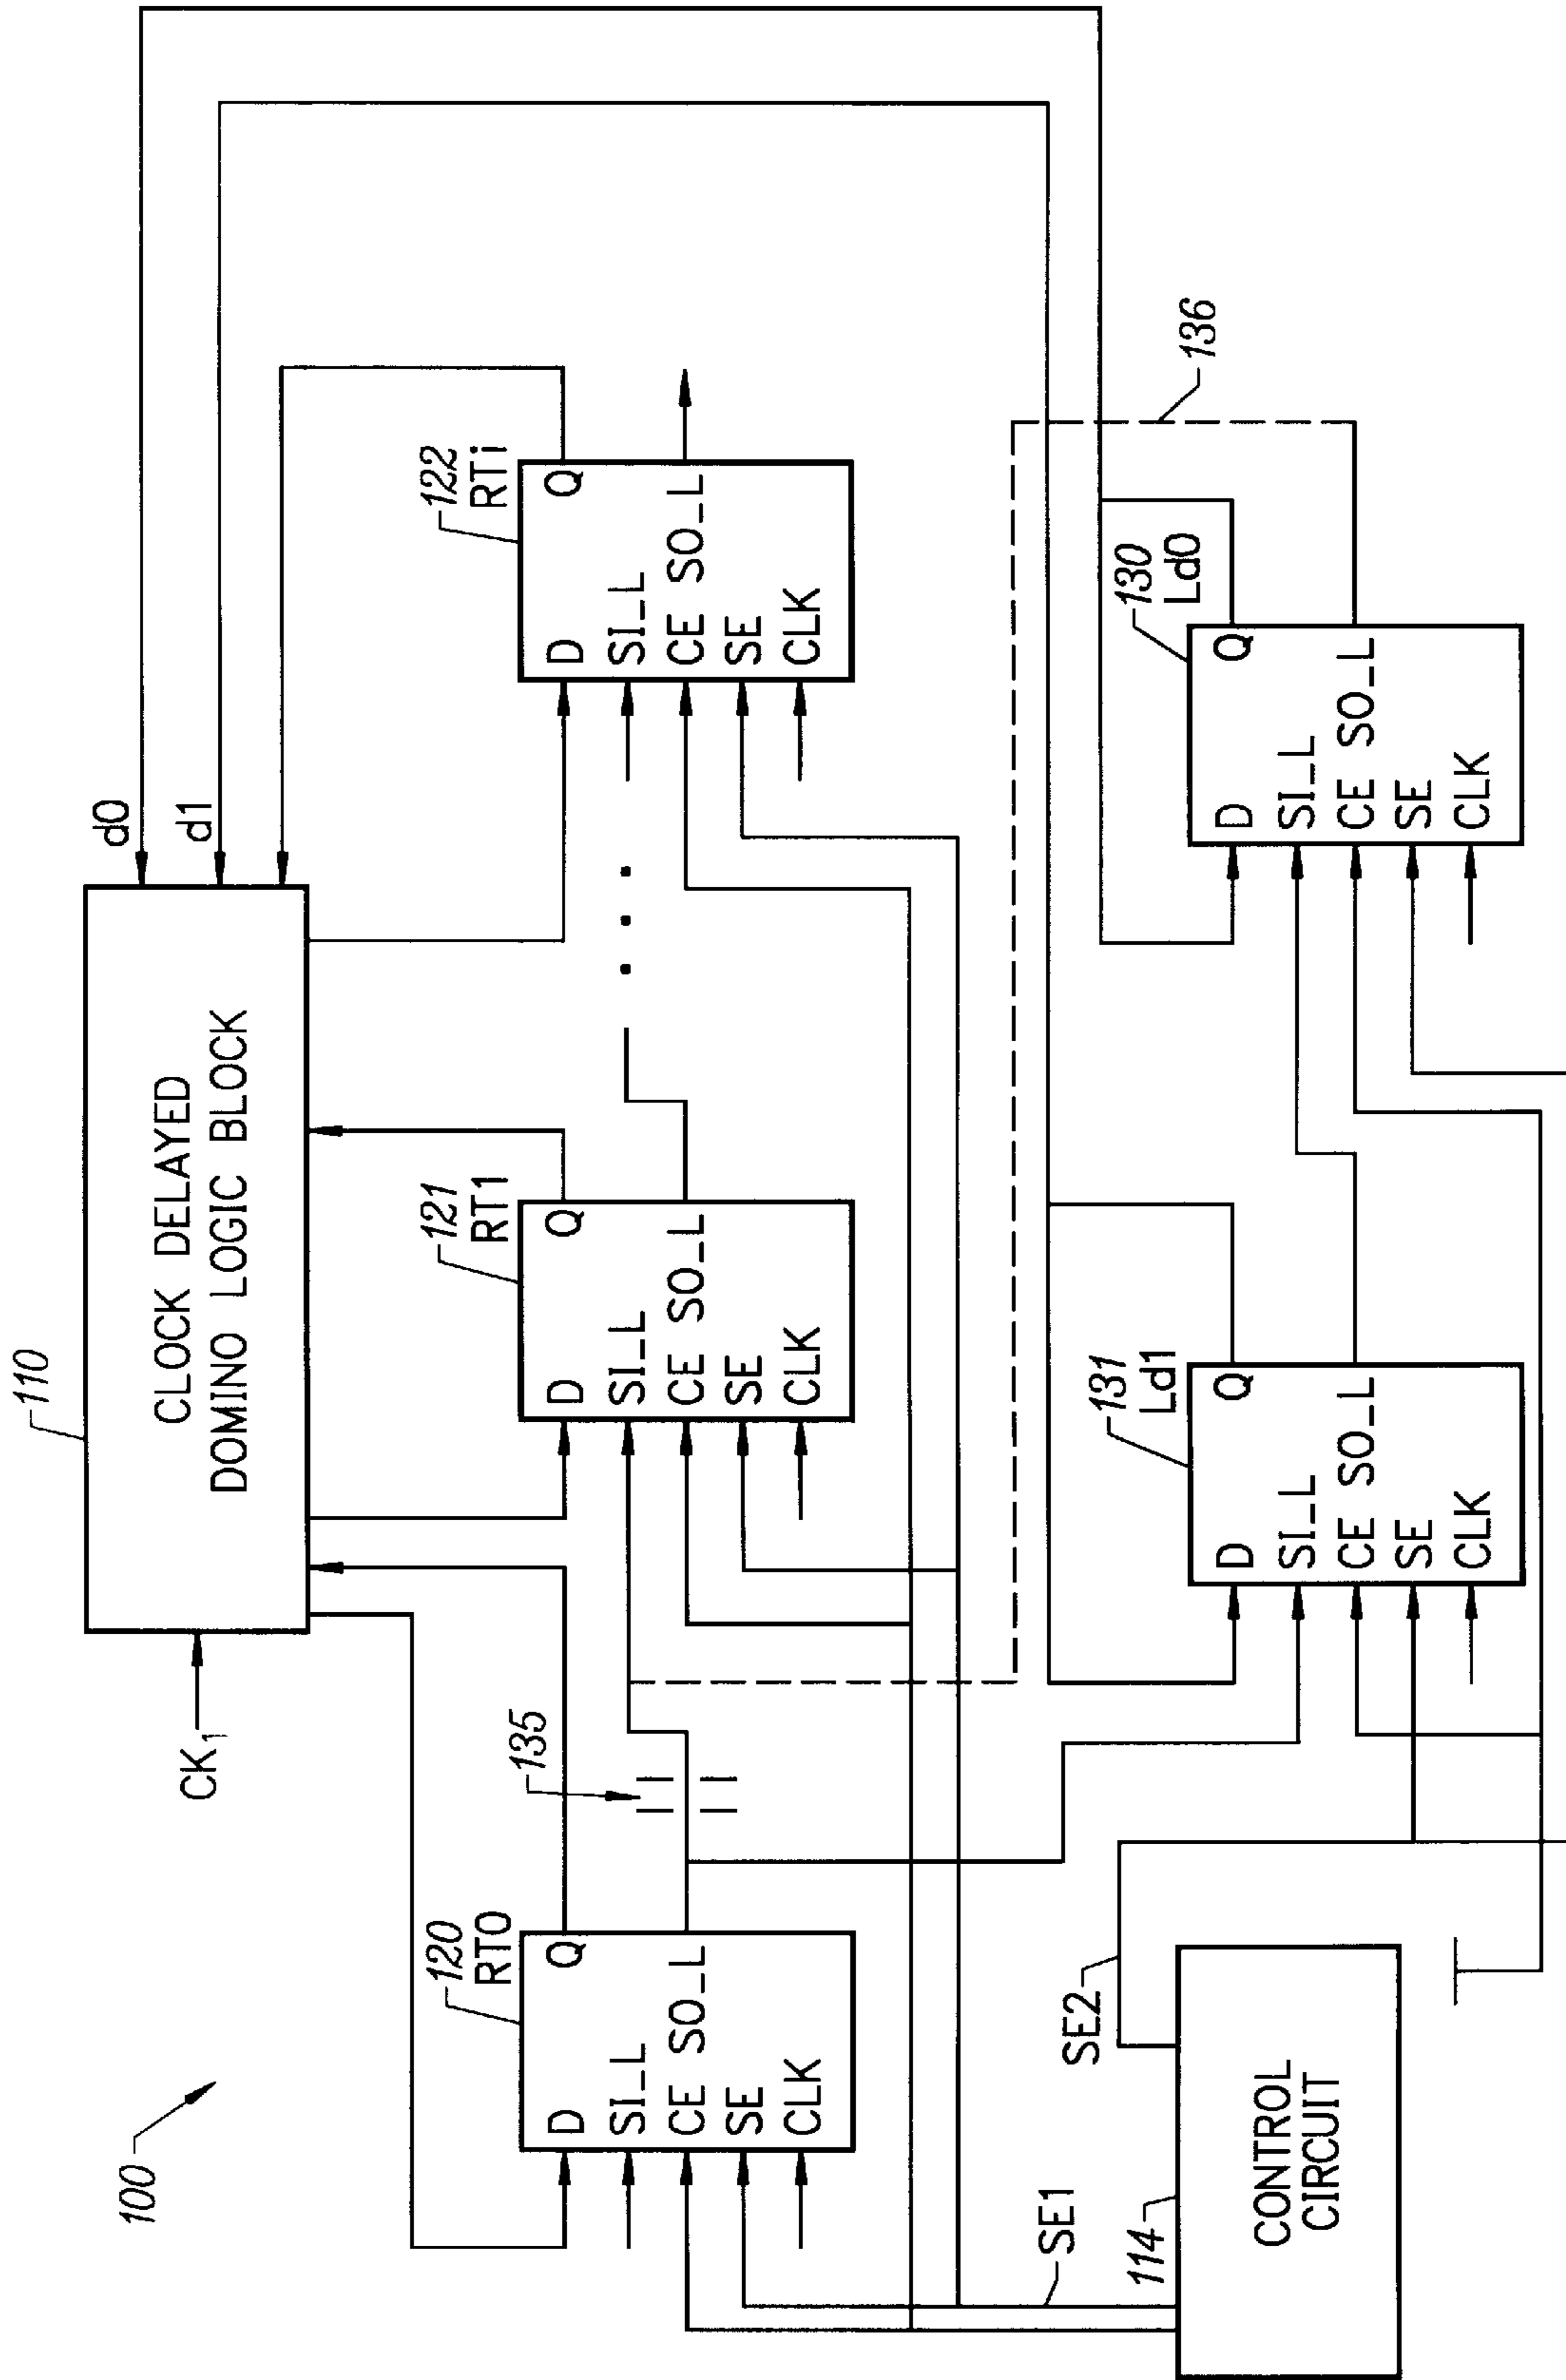 100
110
CK1
CLOCK DELAYED
DOMINO LOGIC BLOCK
d0
d1
120
RT0
D
Q
SI_L
CE SO_L
SE
CLK
135
121
RT1
D
Q
SI_L
CE SO_L
SE
CLK
. . .
122
RTi
D
Q
SI_L
CE SO_L
SE
CLK
136
SE1
SE2
114
CONTROL
CIRCUIT
131
Ld1
D
Q
SI_L
CE SO_L
SE
CLK
130
Ld0
D
Q
SI_L
CE SO_L
SE
CLK